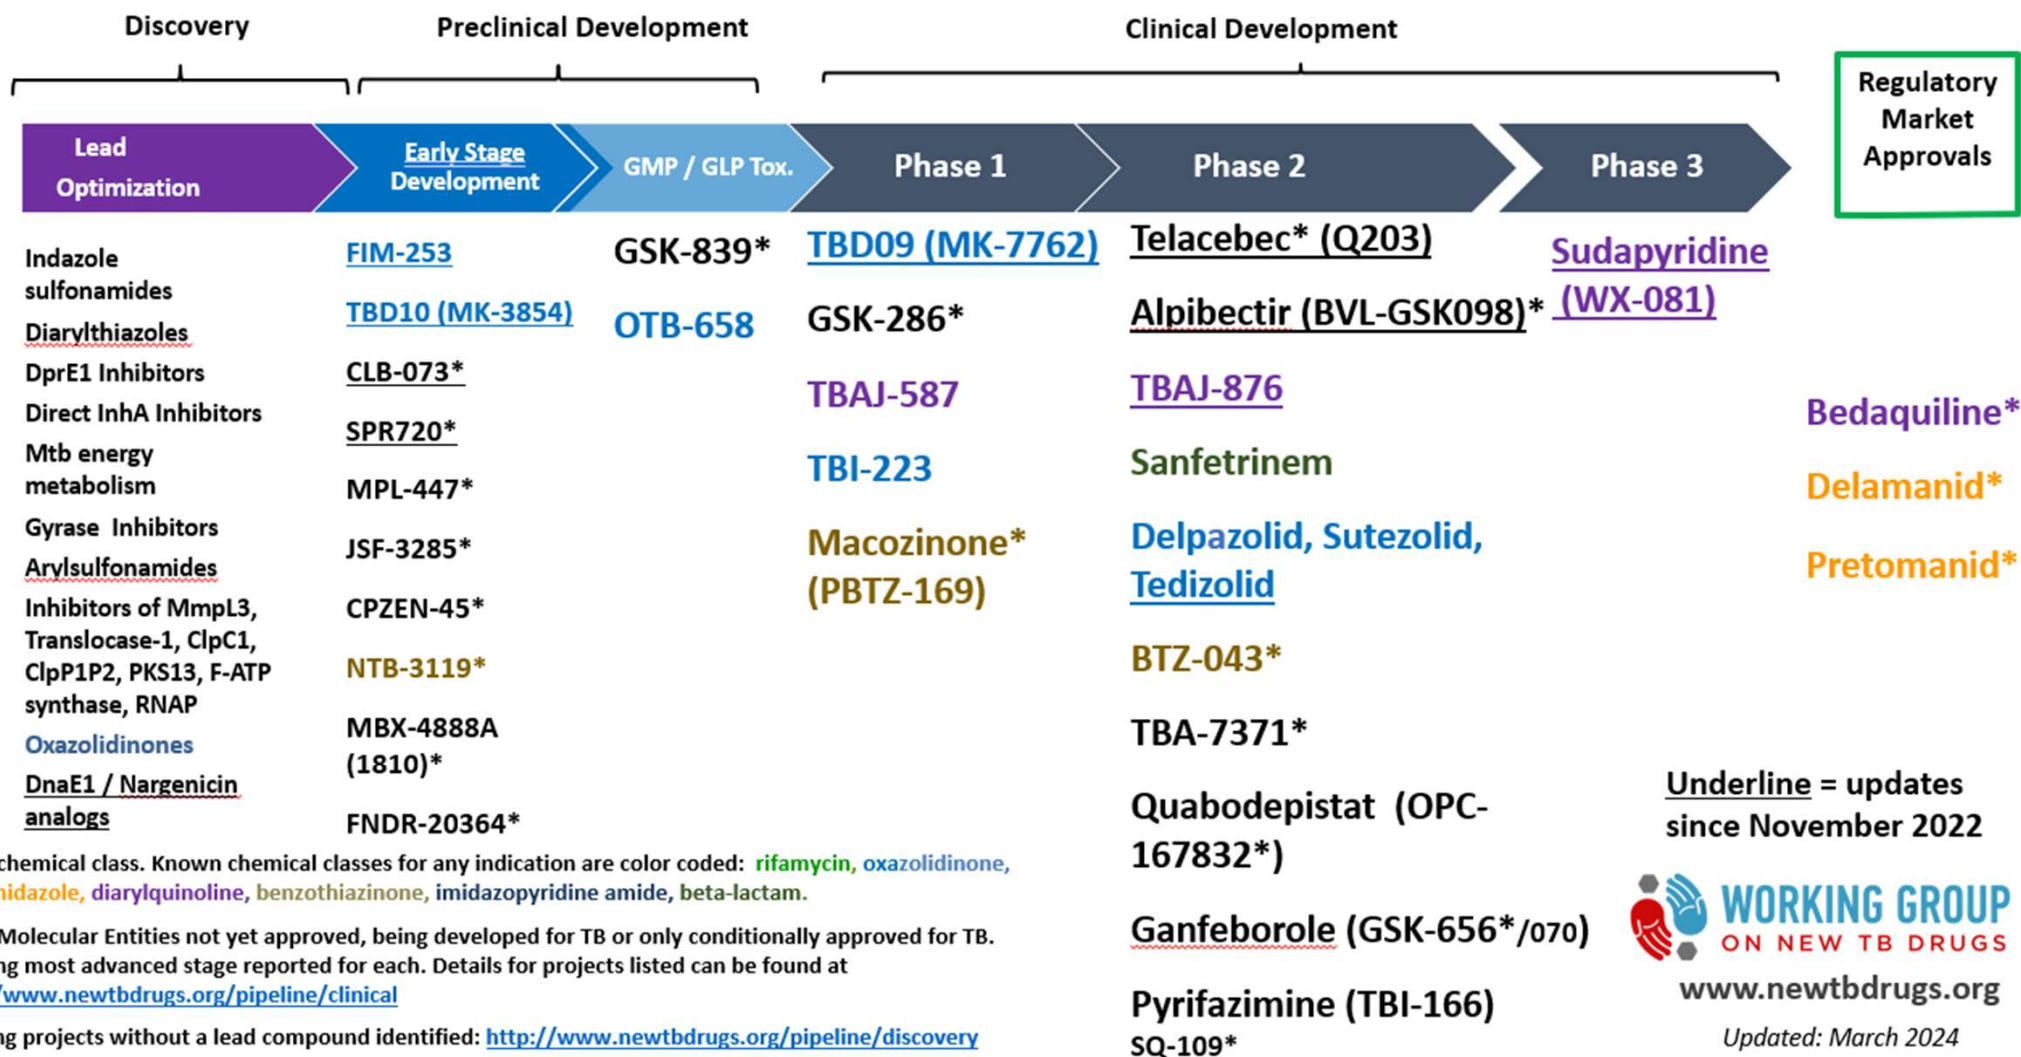 Discovery
Preclinical Development
Clinical Development
Regulatory
Market
Approvals
Lead
Optimization
Early Stage
Development
GMP / GLP Tox.
Phase 1
Phase 2
Phase 3
Indazole
sulfonamides
Diarylthiazoles
DprE1 Inhibitors
Direct InhA Inhibitors
Mtb energy
metabolism
Gyrase Inhibitors
Arylsulfonamides
Inhibitors of MmpL3,
Translocase-1, ClpC1,
ClpP1P2, PKS13, F-ATP
synthase, RNAP
Oxazolidinones
DnaE1 / Nargenicin
analogs
FIM-253
TBD10 (MK-3854)
CLB-073*
SPR720*
MPL-447*
JSF-3285*
CPZEN-45*
NTB-3119*
MBX-4888A
(1810)*
FNDR-20364*
GSK-839*
OTB-658
TBD09 (MK-7762)
GSK-286*
TBAJ-587
TBI-223
Macozinone*
(PBTZ-169)
Telacebec* (Q203)
Alpibectir (BVL-GSK098)*
TBAJ-876
Sanfetrinem
Delpazolid, Sutezolid,
Tedizolid
BTZ-043*
TBA-7371*
Quabodepistat (OPC-
167832*)
Ganfeborole (GSK-656*/070)
Pyrifazimine (TBI-166)
SQ-109*
Sudapyridine
(WX-081)
Bedaquiline*
Delamanid*
Pretomanid*
Underline = updates
since November 2022
chemical class. Known chemical classes for any indication are color coded: rifamycin, oxazolidinone,
nidazole, diarylquinoline, benzothiazinone, imidazopyridine amide, beta-lactam.
Molecular Entities not yet approved, being developed for TB or only conditionally approved for TB.
ng most advanced stage reported for each. Details for projects listed can be found at
/www.newtbdrugs.org/pipeline/clinical
ng projects without a lead compound identified: http://www.newtbdrugs.org/pipeline/discovery
WORKING GROUP
ON NEW TB DRUGS
www.newtbdrugs.org
Updated: March 2024